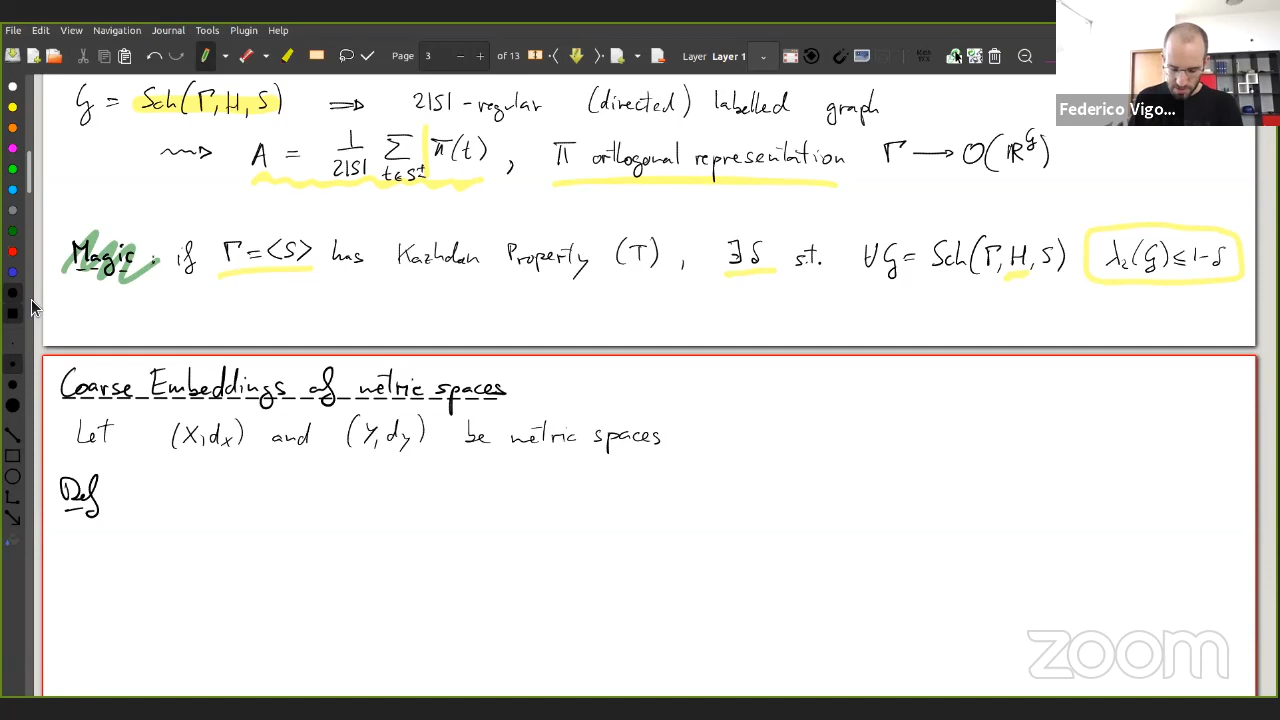 File Edit View Navigation Journal Tools Plugin Help
Page 3 of 13 Layer Layer 1
Federico Vigo...
G = Sch(Γ, H, S) ⟹ 2|S|-regular (directed) labelled graph
⇝ A = 1/2|S| Σ_{t∈S^±} π(t) , π orthogonal representation Γ → O(ℝ^G)
Magic : if Γ = <S> has Kazhdan Property (T) , ∃ δ st. ∀ G = Sch(Γ, H, S) λ₂(G) ≤ 1-δ
Coarse Embeddings of metric spaces
Let (X, d_X) and (Y, d_Y) be metric spaces
Def
zoom